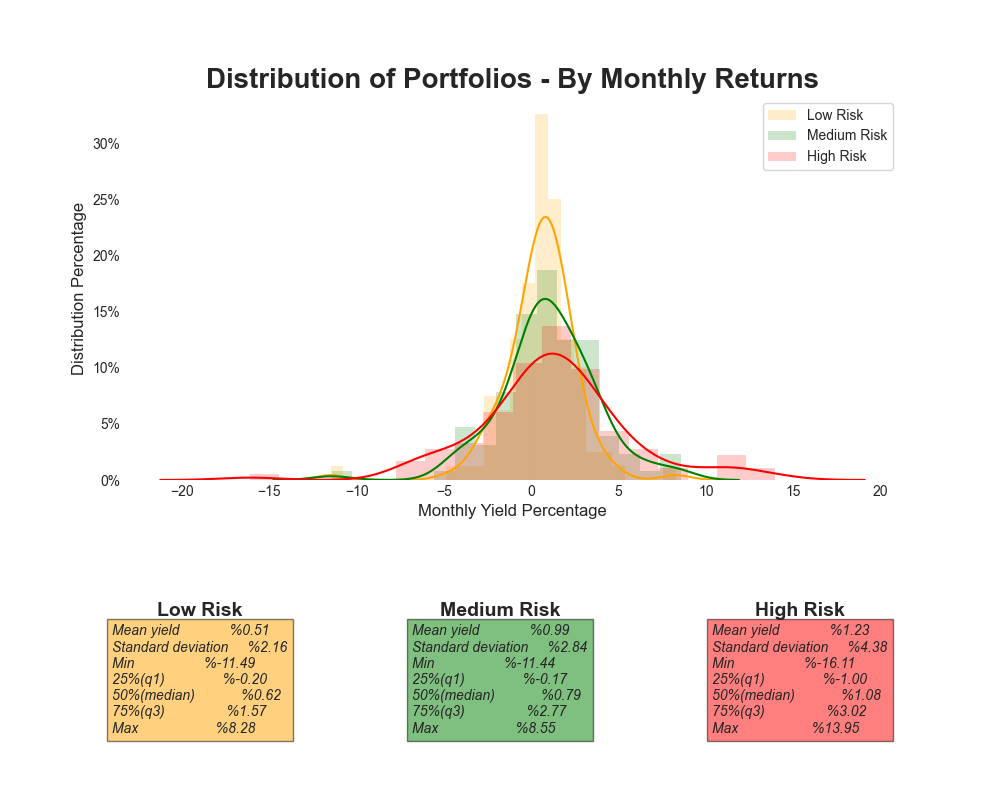 Distribution of Portfolios - By Monthly Returns
Low Risk
Medium Risk
High Risk
Distribution Percentage
30%
25%
20%
15%
10%
5%
0%
−20 −15 −10 −5 0 5 10 15 20
Monthly Yield Percentage
Low Risk
Mean yield %0.51
Standard deviation %2.16
Min %-11.49
25%(q1) %-0.20
50%(median) %0.62
75%(q3) %1.57
Max %8.28
Medium Risk
Mean yield %0.99
Standard deviation %2.84
Min %-11.44
25%(q1) %-0.17
50%(median) %0.79
75%(q3) %2.77
Max %8.55
High Risk
Mean yield %1.23
Standard deviation %4.38
Min %-16.11
25%(q1) %-1.00
50%(median) %1.08
75%(q3) %3.02
Max %13.95